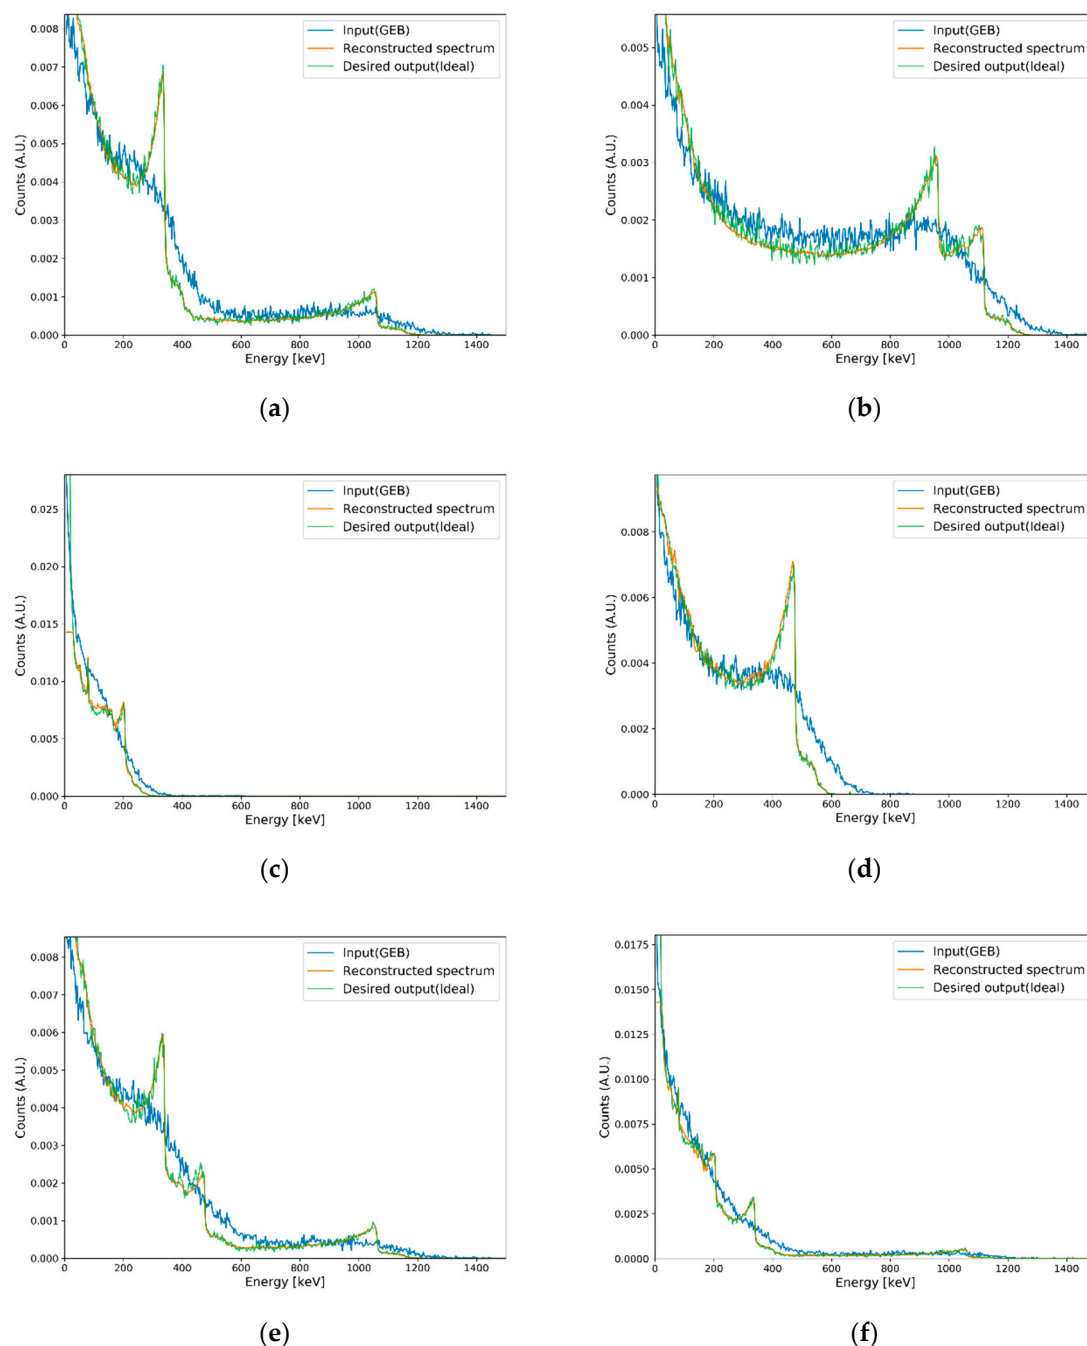 0.008
0.007
0.006
0.005
0.004
0.003
0.002
0.001
0.000
Counts (A.U.)
Input(GEB)
Reconstructed spectrum
Desired output(Ideal)
0 200 400 600 800 1000 1200 1400
Energy [keV]
(a)
0.005
0.004
0.003
0.002
0.001
0.000
Counts (A.U.)
Input(GEB)
Reconstructed spectrum
Desired output(Ideal)
0 200 400 600 800 1000 1200 1400
Energy [keV]
(b)
0.025
0.020
0.015
0.010
0.005
0.000
Counts (A.U.)
Input(GEB)
Reconstructed spectrum
Desired output(Ideal)
0 200 400 600 800 1000 1200 1400
Energy [keV]
(c)
0.008
0.006
0.004
0.002
0.000
Counts (A.U.)
Input(GEB)
Reconstructed spectrum
Desired output(Ideal)
0 200 400 600 800 1000 1200 1400
Energy [keV]
(d)
0.008
0.007
0.006
0.005
0.004
0.003
0.002
0.001
0.000
Counts (A.U.)
Input(GEB)
Reconstructed spectrum
Desired output(Ideal)
0 200 400 600 800 1000 1200 1400
Energy [keV]
(e)
0.0175
0.0150
0.0125
0.0100
0.0075
0.0050
0.0025
0.0000
Counts (A.U.)
Input(GEB)
Reconstructed spectrum
Desired output(Ideal)
0 200 400 600 800 1000 1200 1400
Energy [keV]
(f)